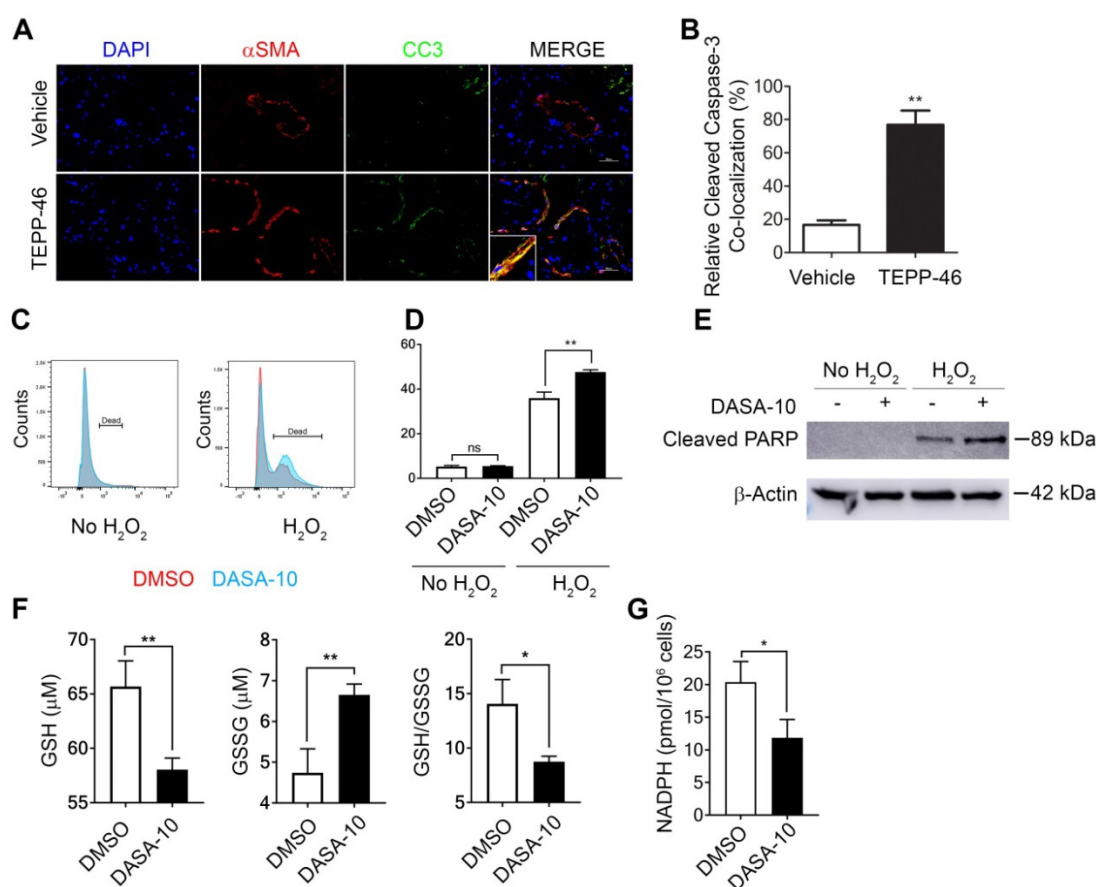 A
DAPI αSMA CC3 MERGE
Vehicle
TEPP-46
B
Relative Cleaved Caspase-3
Co-localization (%)
100
80
60
40
20
0
**
Vehicle TEPP-46
C
Counts
Dead
No H₂O₂
Counts
Dead
H₂O₂
DMSO DASA-10
D
60
40
20
0
ns
**
DMSO
DASA-10
DMSO
DASA-10
No H₂O₂ H₂O₂
E
No H₂O₂ H₂O₂
DASA-10 - + - +
Cleaved PARP 89 kDa
β-Actin 42 kDa
F
GSH (μM)
70
65
60
55
**
DMSO
DASA-10
GSSG (μM)
8
7
6
5
4
**
DMSO
DASA-10
GSH/GSSG
20
15
10
5
*
DMSO
DASA-10
G
NADPH (pmol/10⁶ cells)
25
20
15
10
5
0
*
DMSO
DASA-10